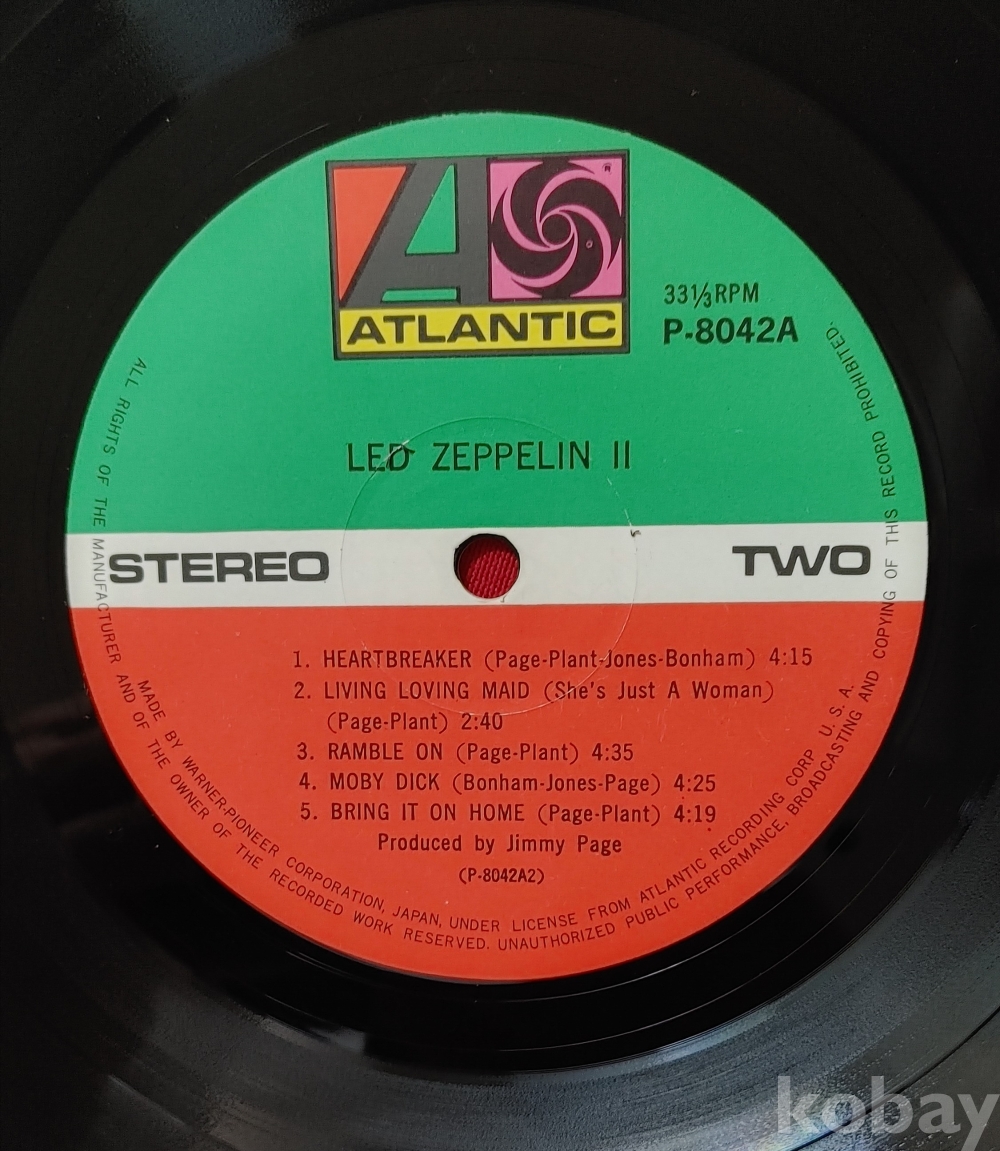 ATLANTIC
33⅓RPM
P-8042A
LED ZEPPELIN II
STEREO
TWO
1. HEARTBREAKER (Page-Plant-Jones-Bonham) 4:15
2. LIVING LOVING MAID (She's Just A Woman)
(Page-Plant) 2:40
3. RAMBLE ON (Page-Plant) 4:35
4. MOBY DICK (Bonham-Jones-Page) 4:25
5. BRING IT ON HOME (Page-Plant) 4:19
Produced by Jimmy Page
(P-8042A2)
MADE BY WARNER-PIONEER CORPORATION, JAPAN, UNDER LICENSE FROM ATLANTIC RECORDING CORP U. S. A.
ALL RIGHTS OF THE MANUFACTURER AND OF THE OWNER OF THE RECORDED WORK RESERVED. UNAUTHORIZED PUBLIC PERFORMANCE. BROADCASTING AND COPYING OF THIS RECORD PROHIBITED.
kobay